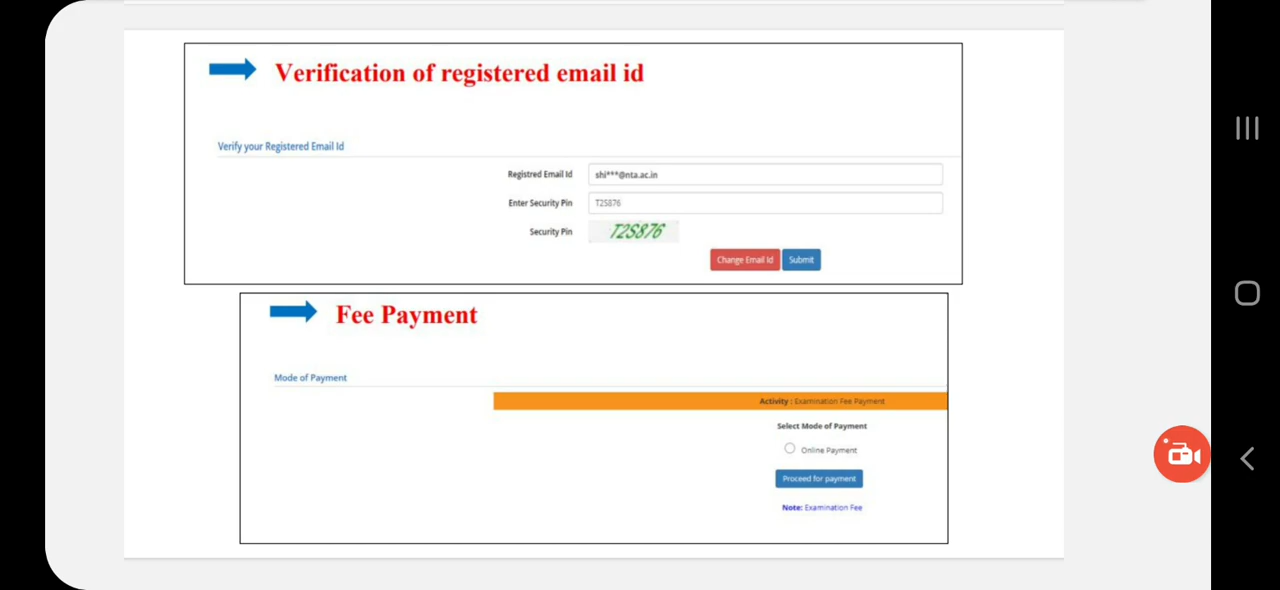 Verification of registered email id
Verify your Registered Email Id
Registred Email Id shi***@nta.ac.in
Enter Security Pin T2S876
Security Pin T2S876
Change Email Id Submit
Fee Payment
Mode of Payment
Activity : Examination Fee Payment
Select Mode of Payment
Online Payment
Proceed for payment
Note: Examination Fee